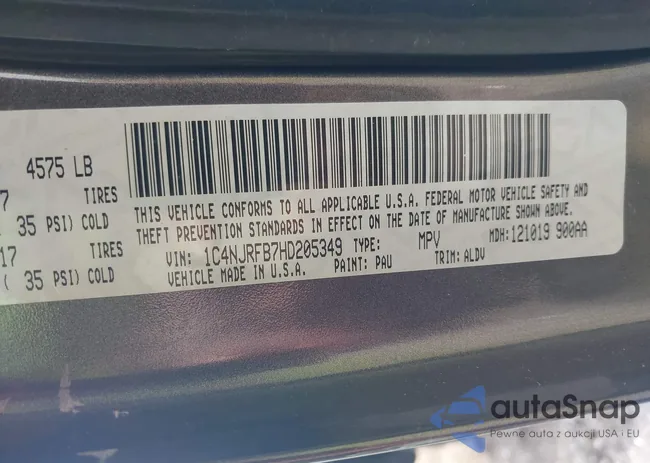 4575 LB
7 TIRES
35 PSI) COLD
17 TIRES
( 35 PSI) COLD
THIS VEHICLE CONFORMS TO ALL APPLICABLE U.S.A. FEDERAL MOTOR VEHICLE SAFETY AND
THEFT PREVENTION STANDARDS IN EFFECT ON THE DATE OF MANUFACTURE SHOWN ABOVE.
VIN: 1C4NJRFB7HD205349 TYPE: MPV MDH: 121019 900AA
VEHICLE MADE IN U.S.A. PAINT: PAU TRIM: ALDV
autaSnap
Pewne auta z aukcji USA i EU